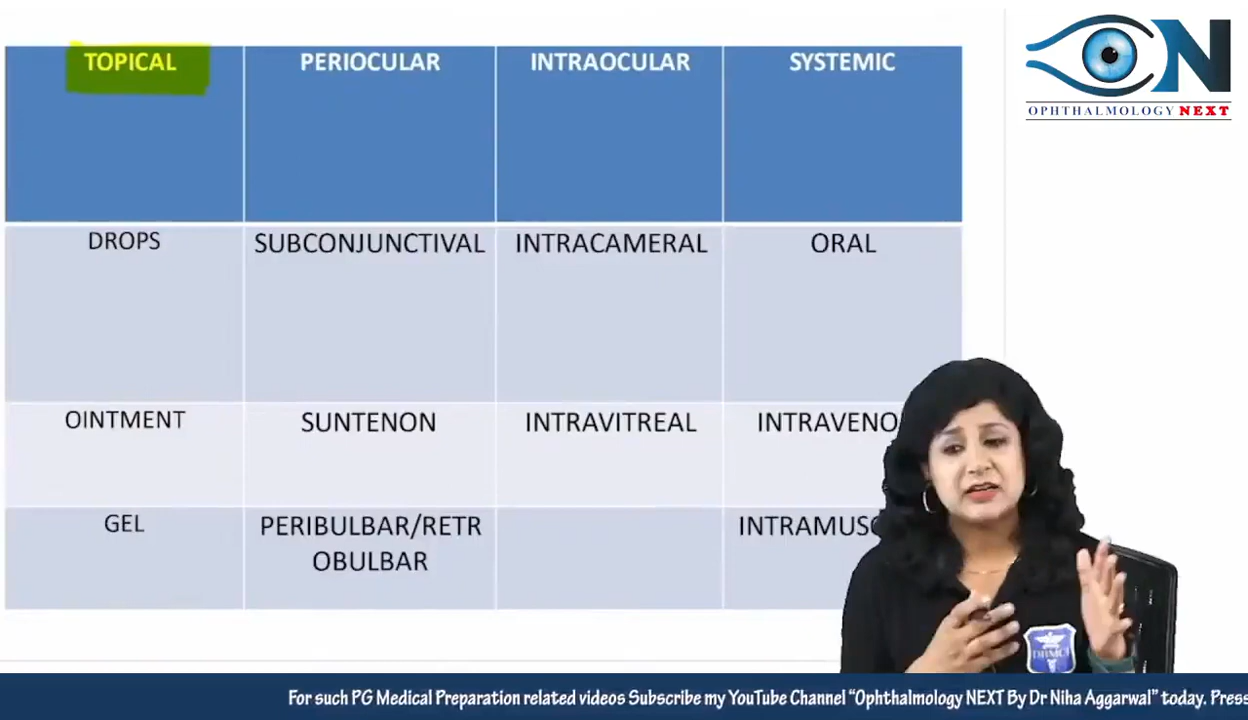 TOPICAL PERIOCULAR INTRAOCULAR SYSTEMIC
DROPS SUBCONJUNCTIVAL INTRACAMERAL ORAL
OINTMENT SUNTENON INTRAVITREAL
GEL PERIBULBAR/RETR
OBULBAR
N
OPHTHALMOLOGY NEXT
DBMCI
For such PG Medical Preparation related videos Subscribe my YouTube Channel “Ophthalmology NEXT By Dr Niha Aggarwal” today. Press